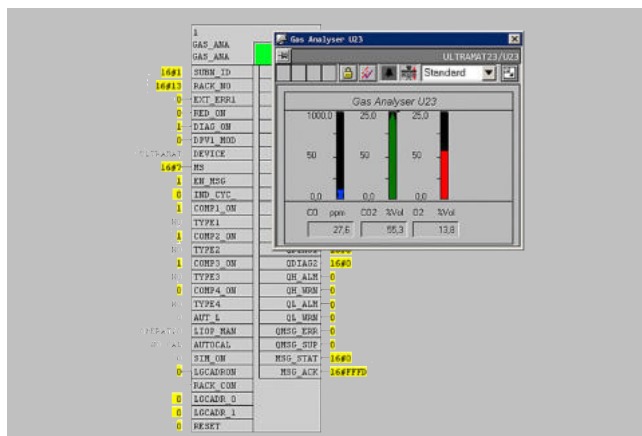 1
GAS_ANA
GAS_ANA
16#1 SUBN_ID
16#13 RACK_NO
0 EXT_ERR1
0 RED_ON
1 DIAG_ON
0 DPV1_MOD
DEVICE
16#7 MS
1 EN_MSG
0 IND_CYC_
1 COMP1_ON
TYPE1
1 COMP2_ON
TYPE2
1 COMP3_ON
TYPE3
0 COMP4_ON
TYPE4
AUT_L
LIOP_MAN
AUTOCAL
SIM_ON
0 LGCADRON
RACK_CON
0 LGCADR_0
0 LGCADR_1
0 RESET
QDIAG2 16#0
QH_ALM 0
QH_WRN 0
QL_ALM 0
QL_WRN 0
QMSG_ERR 0
QMSG_SUP 0
MSG_STAT 16#0
MSG_ACK 16#FFFD
Gas Analyser U23
ULTRAMAT23/U23
Standard
Gas Analyser U23
1000,0 25,0 25,0
50 50 50
0,0 0,0 0,0
CO ppm CO2 %Vol O2 %Vol
27,6 55,3 13,8